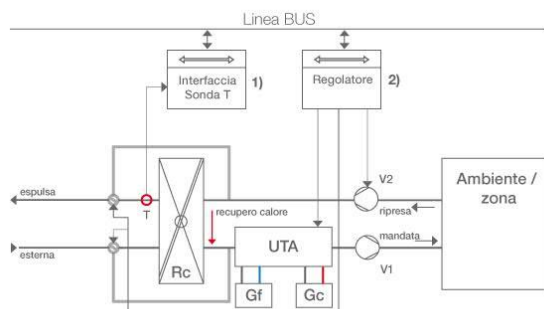 Linea BUS
Interfaccia
Sonda T
1)
Regolatore
2)
espulsa
T
V2
ripresa
Ambiente /
zona
recupero calore
mandata
esterna
Rc
UTA
V1
Gf
Gc